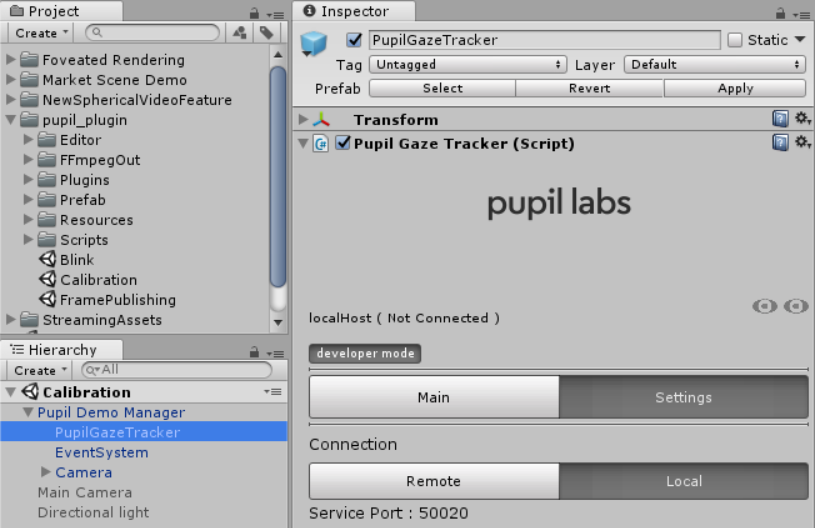 Project
Create
Foveated Rendering
Market Scene Demo
NewSphericalVideoFeature
pupil_plugin
Editor
FFmpegOut
Plugins
Prefab
Resources
Scripts
Blink
Calibration
FramePublishing
StreamingAssets
Hierarchy
Create All
Calibration
Pupil Demo Manager
PupilGazeTracker
EventSystem
Camera
Main Camera
Directional light
Inspector
PupilGazeTracker Static
Tag Untagged Layer Default
Prefab Select Revert Apply
Transform
Pupil Gaze Tracker (Script)
pupil labs
localHost ( Not Connected )
developer mode
Main Settings
Connection
Remote Local
Service Port : 50020